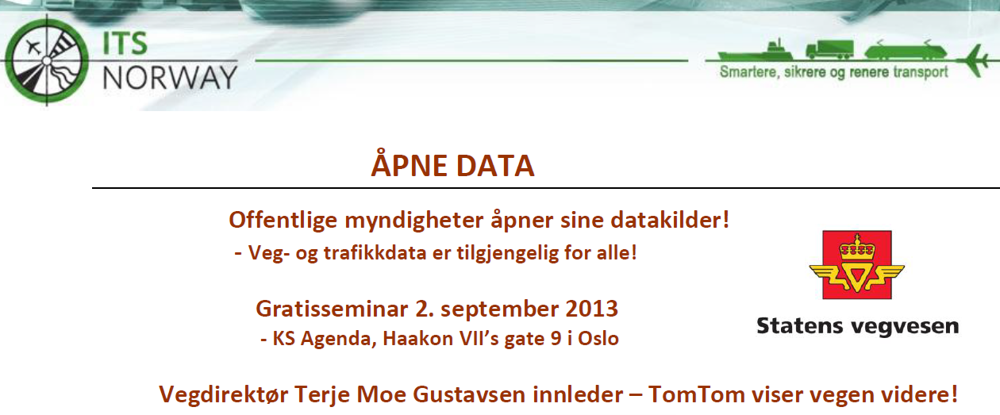 ITS
NORWAY
Smartere, sikrere og renere transport
ÅPNE DATA
Offentlige myndigheter åpner sine datakilder!
- Veg- og trafikkdata er tilgjengelig for alle!
Gratisseminar 2. september 2013
- KS Agenda, Haakon VII’s gate 9 i Oslo
Statens vegvesen
Vegdirektør Terje Moe Gustavsen innleder – TomTom viser vegen videre!